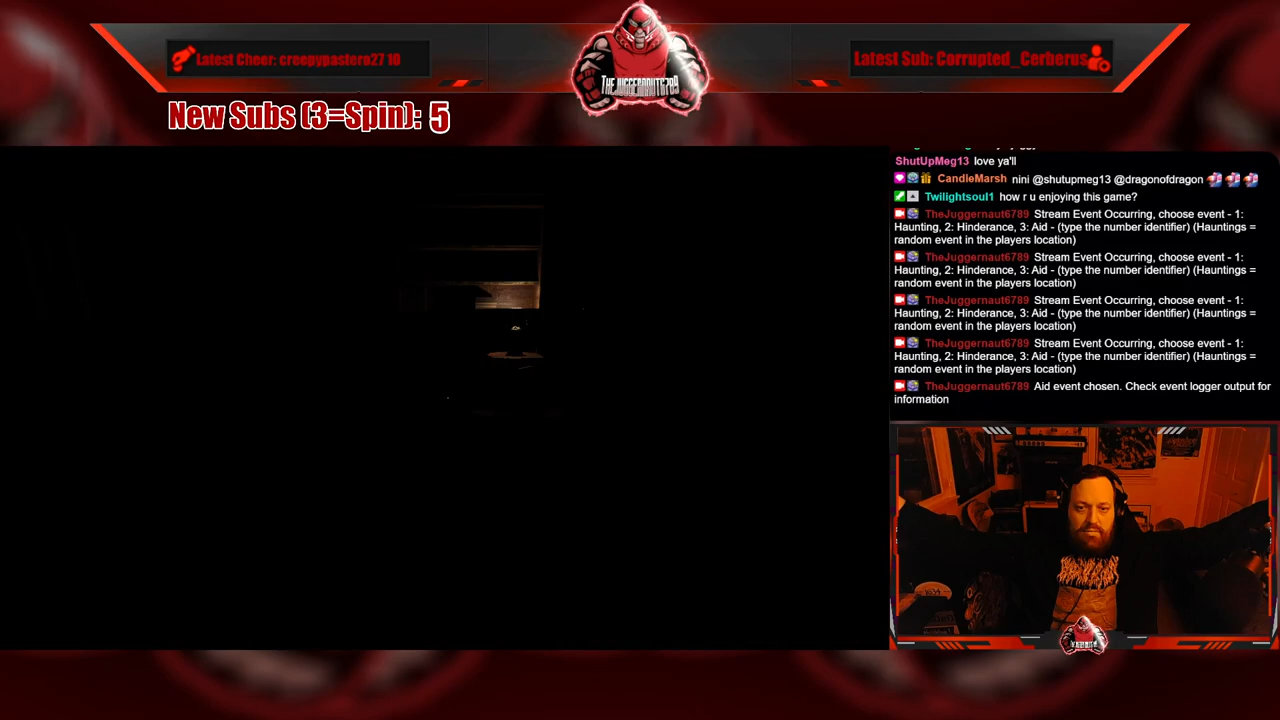 Latest Cheer: creepypastero27 10
THEJUGGERNAUT6789
Latest Sub: Corrupted_Cerberus
New Subs (3=Spin): 5
ShutUpMeg13 love ya'll
CandleMarsh nini @shutupmeg13 @dragonofdragon
Twilightsoul1 how r u enjoying this game?
TheJuggernaut6789 Stream Event Occurring, choose event - 1:
Haunting, 2: Hinderance, 3: Aid - (type the number identifier) (Hauntings =
random event in the players location)
TheJuggernaut6789 Stream Event Occurring, choose event - 1:
Haunting, 2: Hinderance, 3: Aid - (type the number identifier) (Hauntings =
random event in the players location)
TheJuggernaut6789 Stream Event Occurring, choose event - 1:
Haunting, 2: Hinderance, 3: Aid - (type the number identifier) (Hauntings =
random event in the players location)
TheJuggernaut6789 Stream Event Occurring, choose event - 1:
Haunting, 2: Hinderance, 3: Aid - (type the number identifier) (Hauntings =
random event in the players location)
TheJuggernaut6789 Aid event chosen. Check event logger output for
information